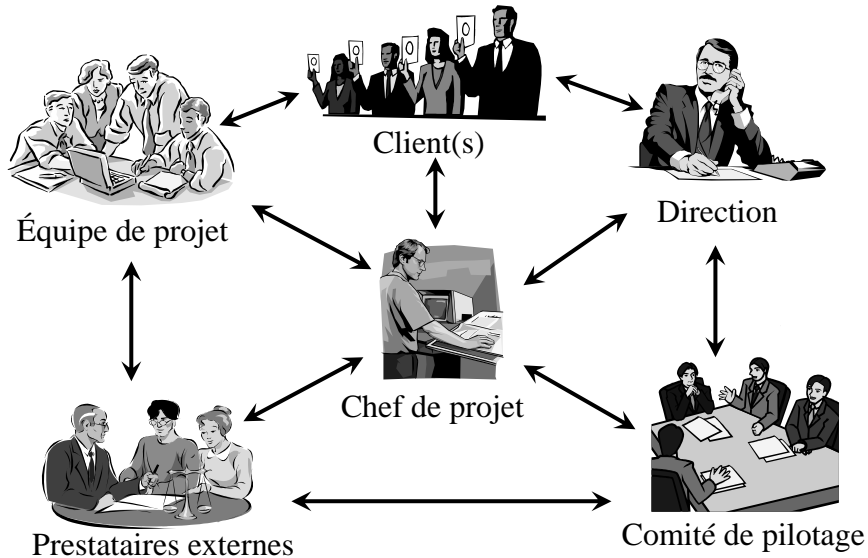 Client(s)
Équipe de projet
Direction
Chef de projet
Prestataires externes
Comité de pilotage